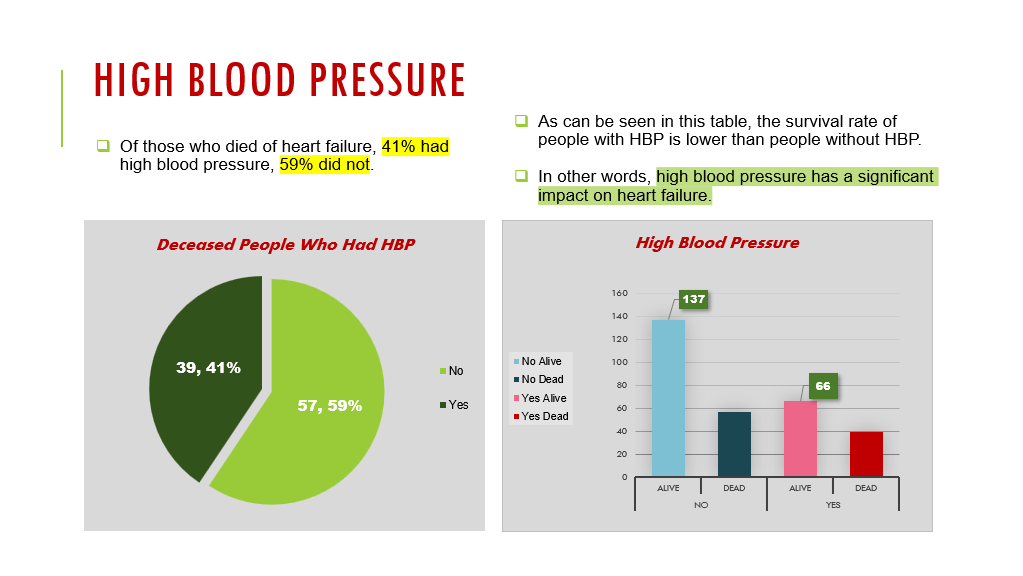 HIGH BLOOD PRESSURE
Of those who died of heart failure, 41% had
high blood pressure, 59% did not.
As can be seen in this table, the survival rate of
people with HBP is lower than people without HBP.
In other words, high blood pressure has a significant
impact on heart failure.
Deceased People Who Had HBP
39, 41%
57, 59%
No
Yes
High Blood Pressure
No Alive
No Dead
Yes Alive
Yes Dead
160
140
120
100
80
60
40
20
0
137
66
ALIVE DEAD ALIVE DEAD
NO YES